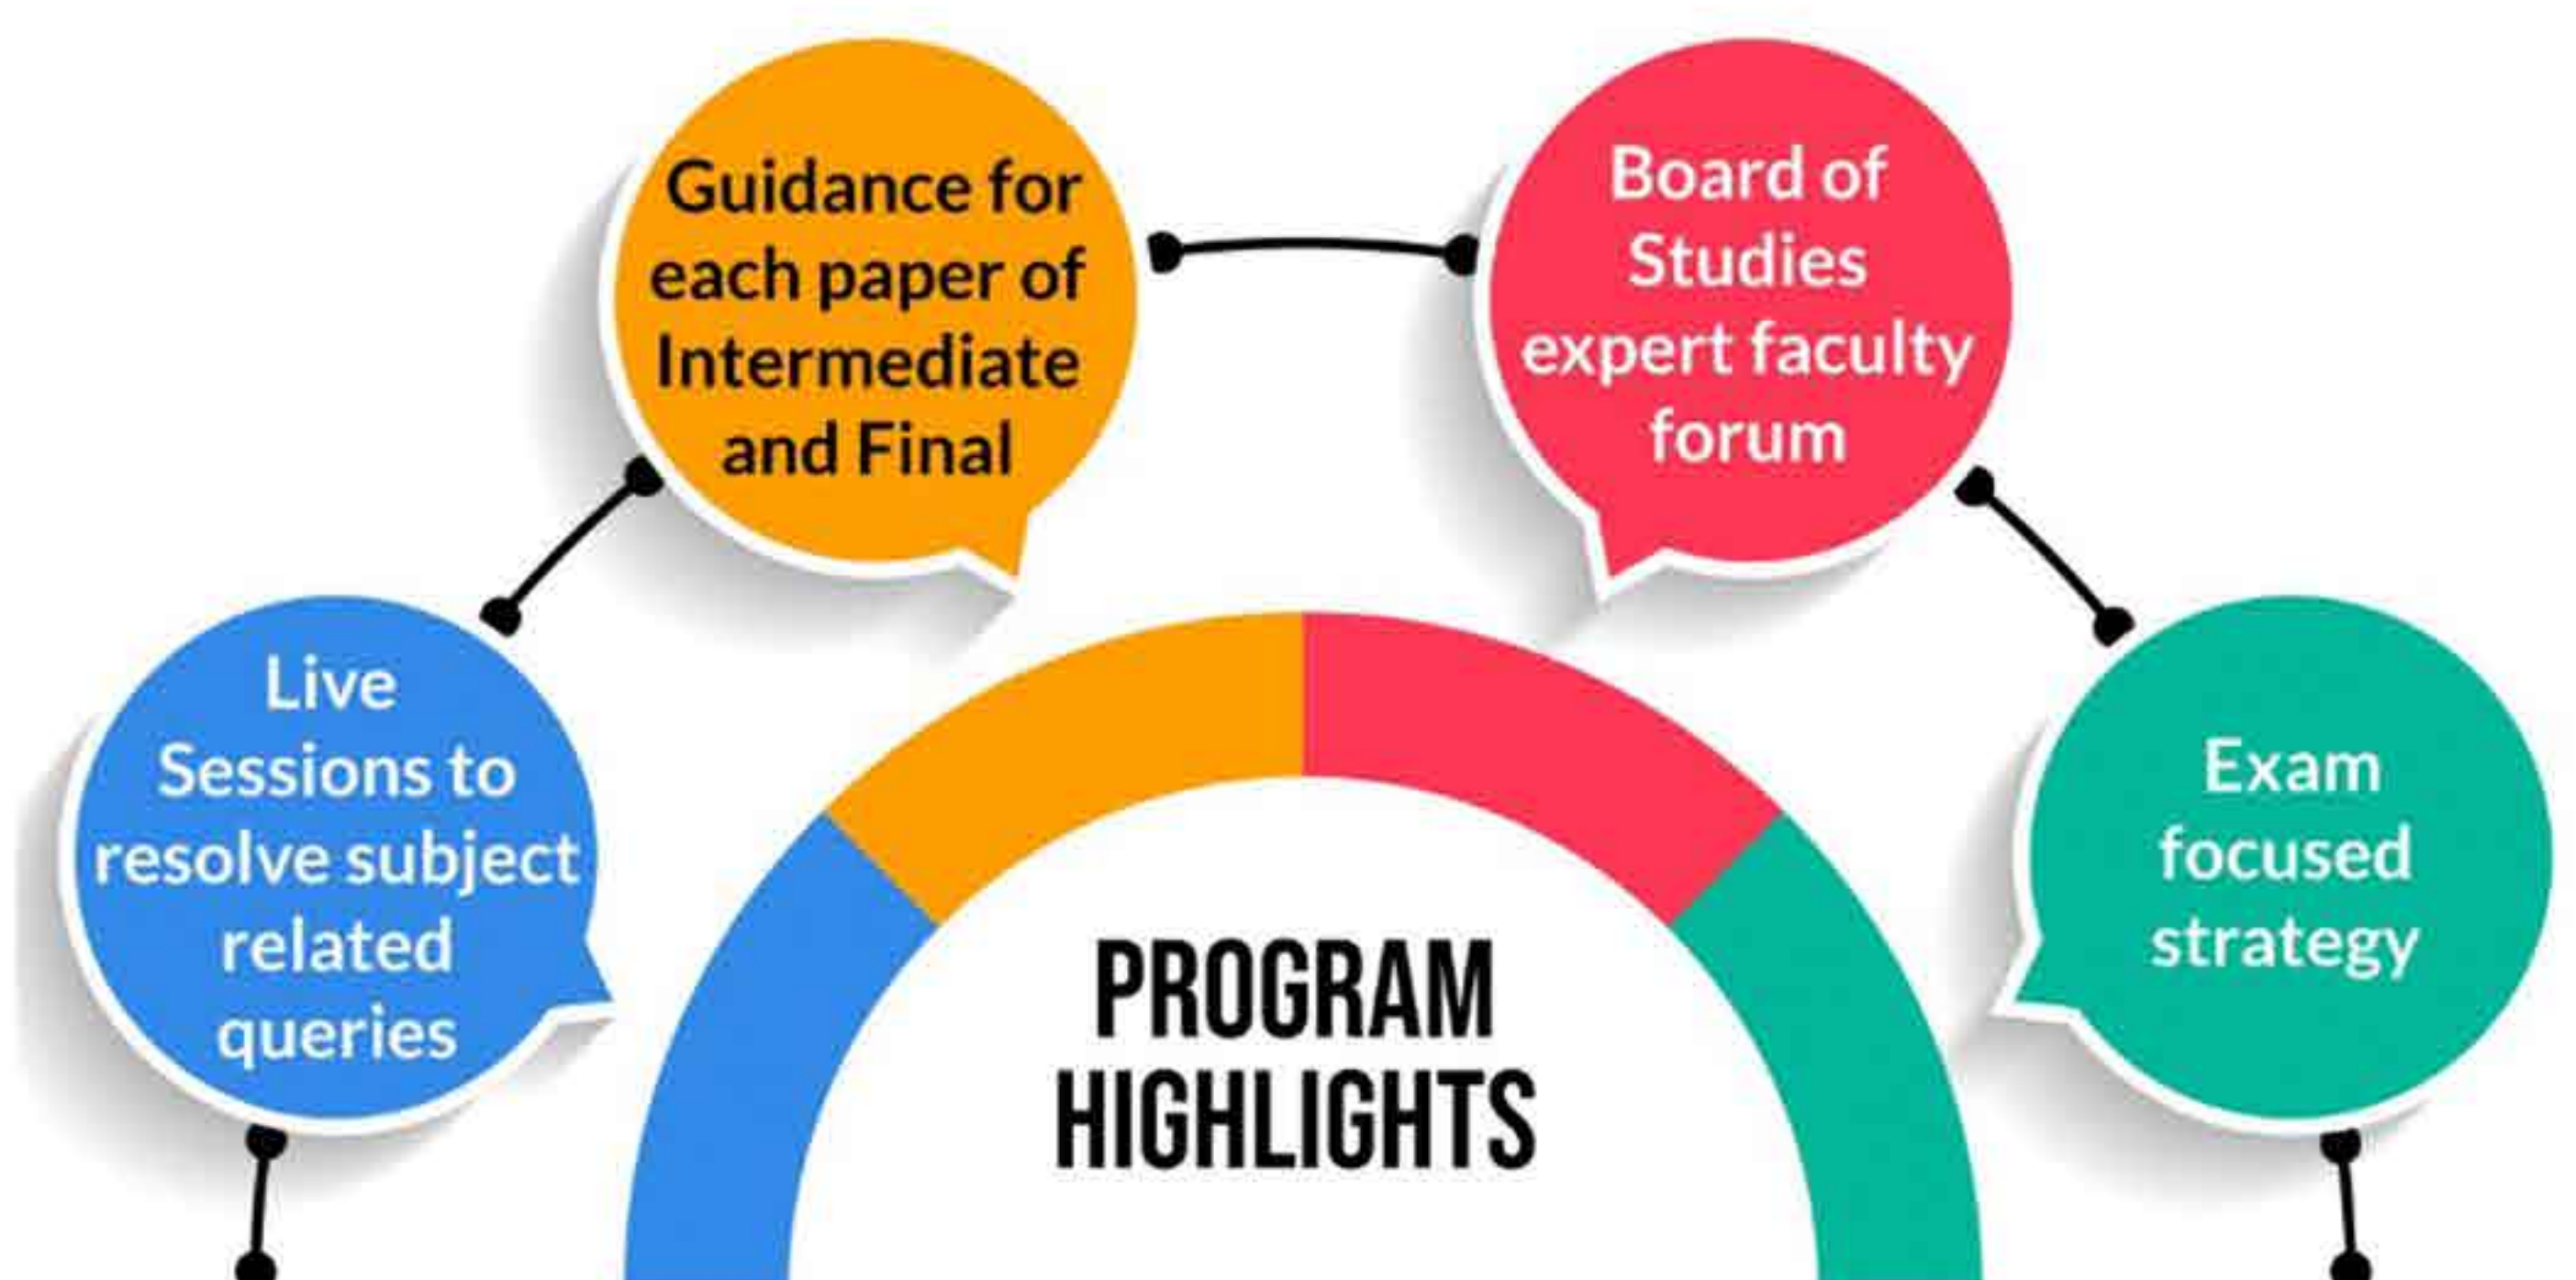 Guidance for
each paper of
Intermediate
and Final
Board of
Studies
expert faculty
forum
Live
Sessions to
resolve subject
related
queries
Exam
focused
strategy
PROGRAM
HIGHLIGHTS